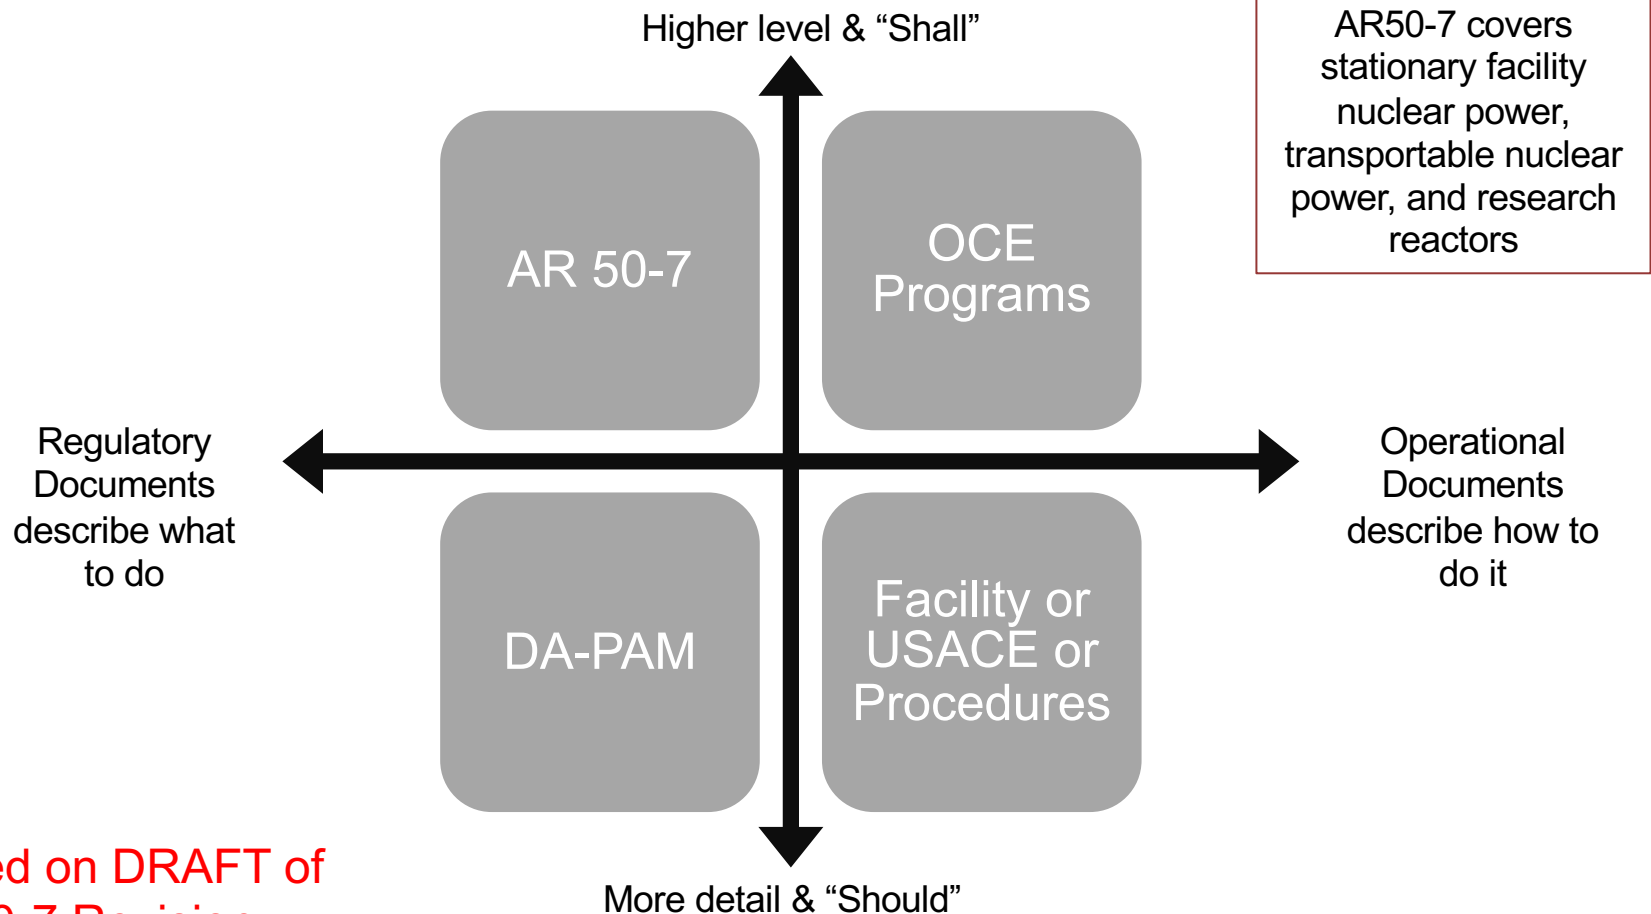 Higher level & “Shall”
AR50-7 covers
stationary facility
nuclear power,
transportable nuclear
power, and research
reactors
AR 50-7
OCE
Programs
Regulatory
Documents
describe what
to do
Operational
Documents
describe how to
do it
DA-PAM
Facility or
USACE or
Procedures
on DRAFT of
More detail & “Should”